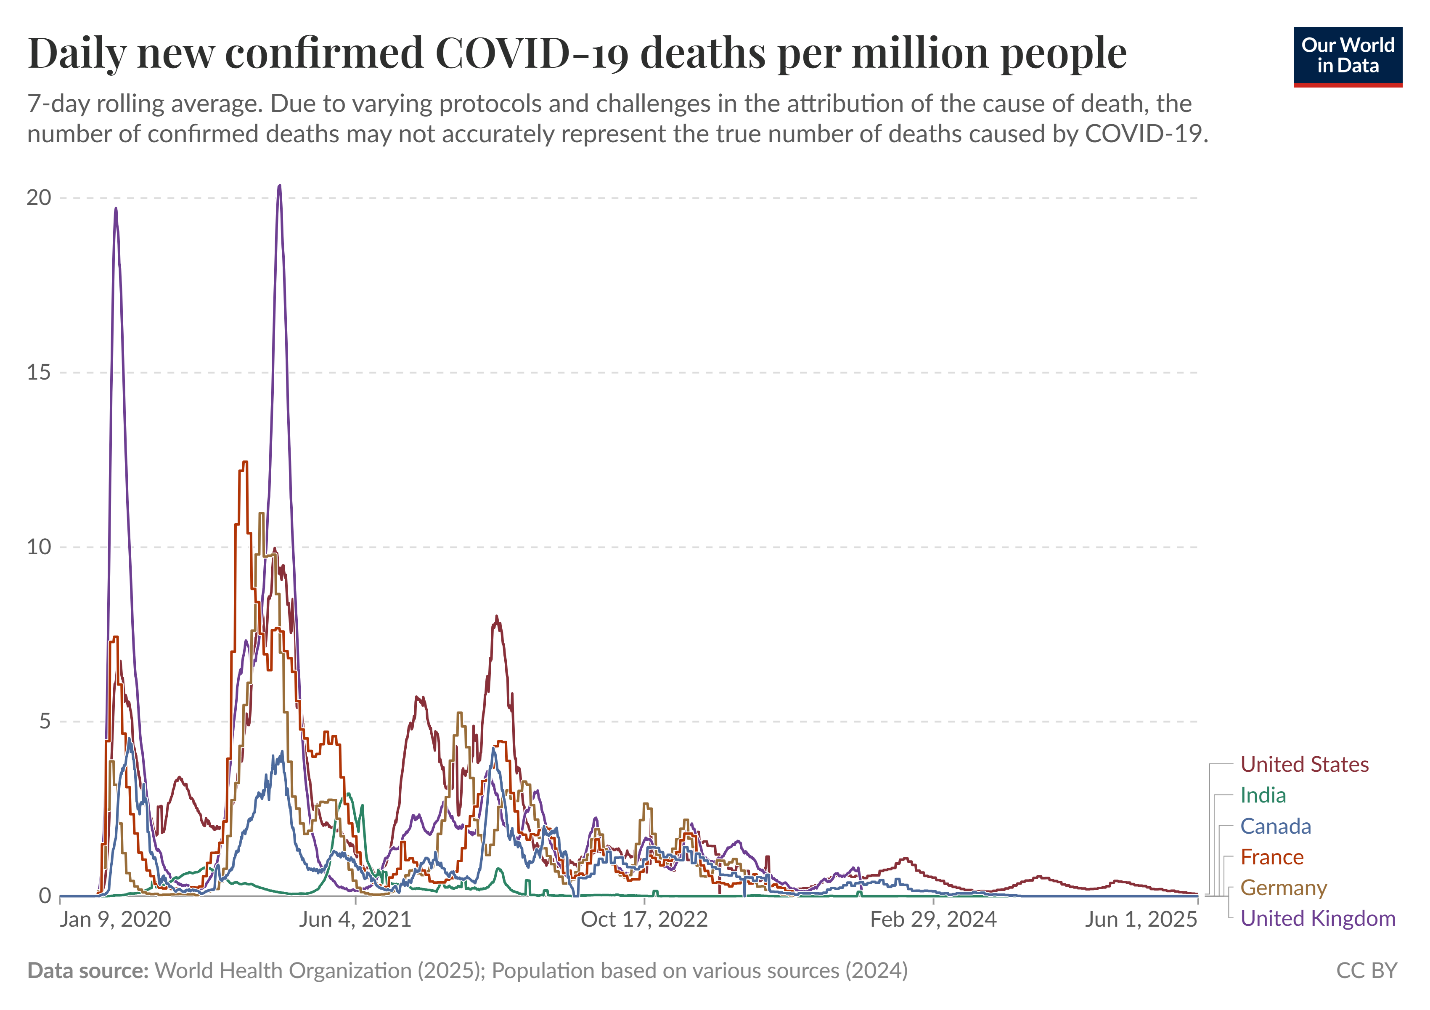 Daily new confirmed COVID-19 deaths per million people
Our World
in Data
7-day rolling average. Due to varying protocols and challenges in the attribution of the cause of death, the
number of confirmed deaths may not accurately represent the true number of deaths caused by COVID-19.
20
15
10
5
0
United States
India
Canada
France
Germany
United Kingdom
Jan 9, 2020
Jun 4, 2021
Oct 17, 2022
Feb 29, 2024
Jun 1, 2025
Data source: World Health Organization (2025); Population based on various sources (2024)
CC BY